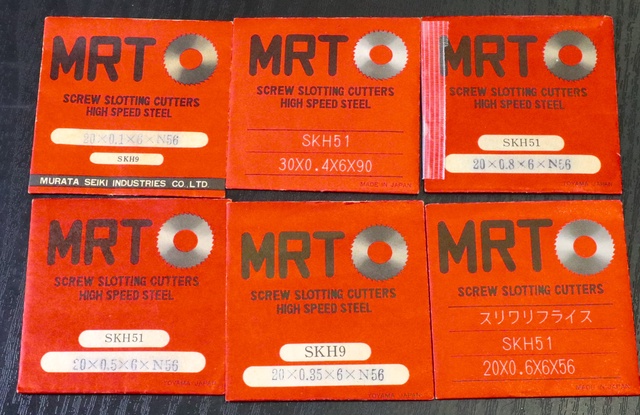 MRT
SCREW SLOTTING CUTTERS
HIGH SPEED STEEL
20×0.1×6×N56
SKH9
MURATA SEIKI INDUSTRIES CO.,LTD.
MRT
SCREW SLOTTING CUTTERS
HIGH SPEED STEEL
SKH51
30X0.4X6X90
MADE IN JAPAN
MRT
SCREW SLOTTING CUTTERS
HIGH SPEED STEEL
SKH51
20×0.8×6×N56
MRT
SCREW SLOTTING CUTTERS
HIGH SPEED STEEL
SKH51
20×0.5×6×N56
MRT
SCREW SLOTTING CUTTERS
HIGH SPEED STEEL
SKH9
20×0.35×6×N56
MRT
SCREW SLOTTING CUTTERS
スリワリフライス
SKH51
20X0.6X6X56
MADE IN JAPAN